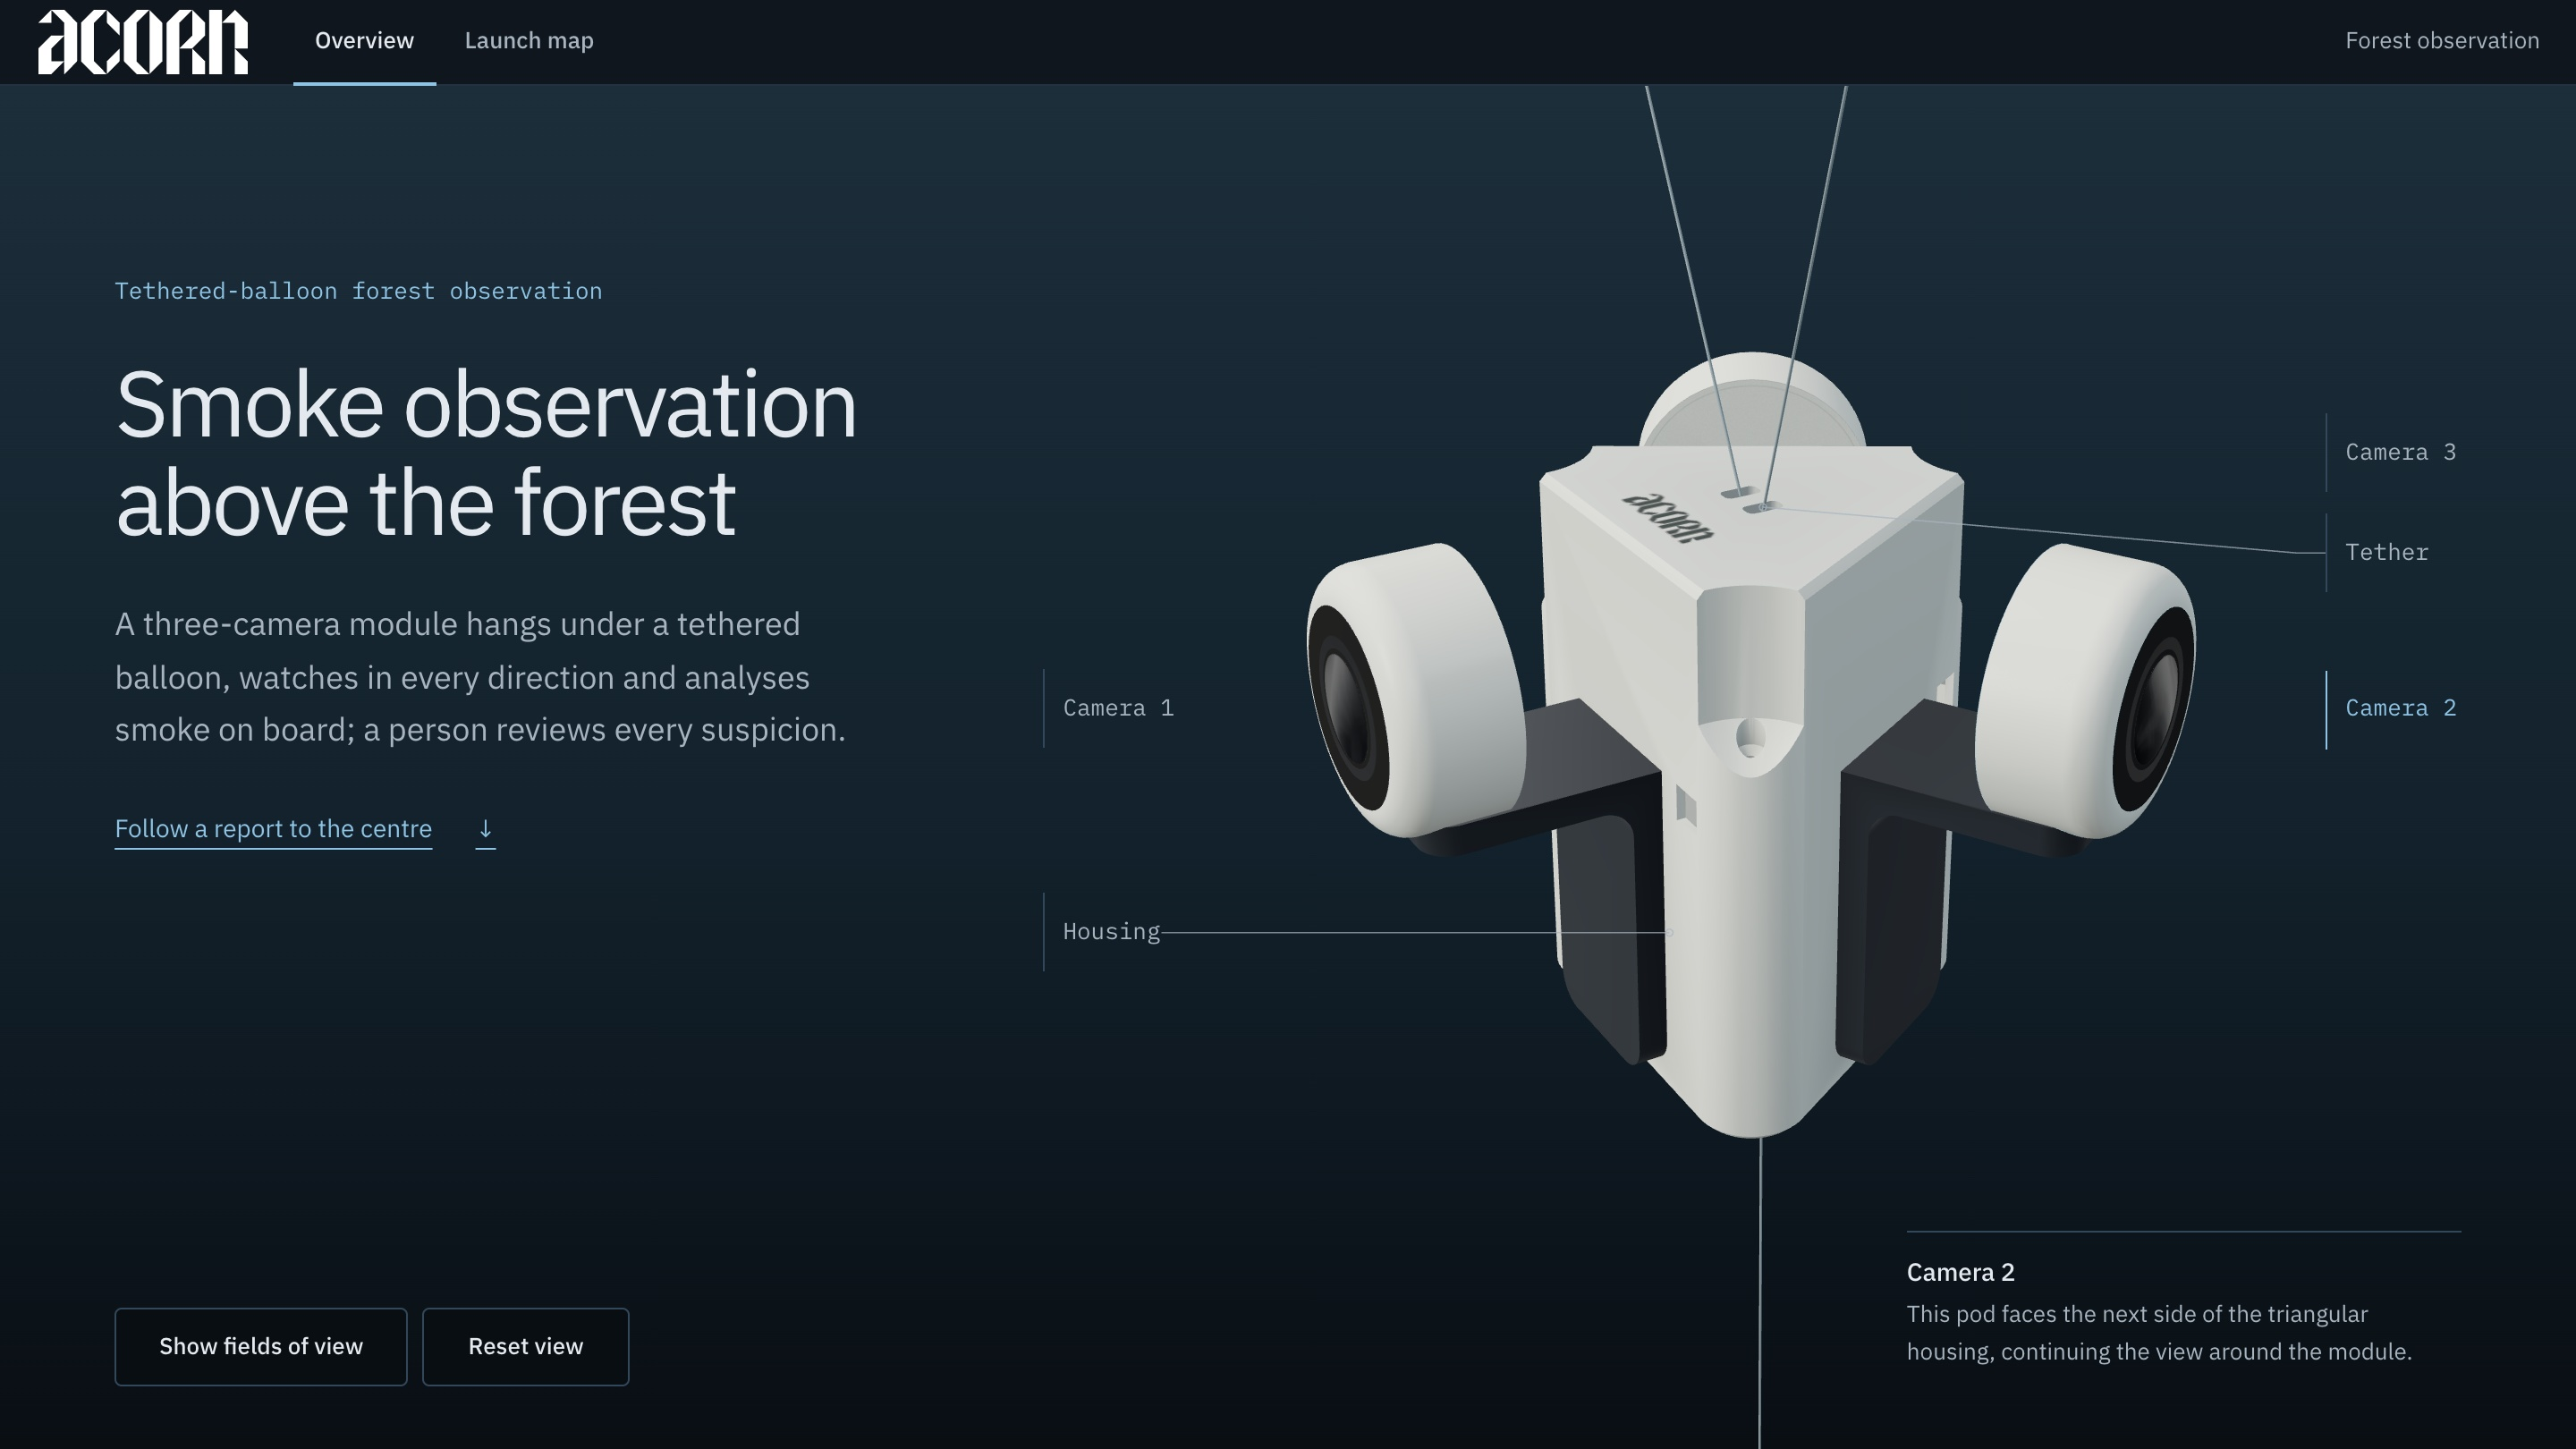 acorn
Overview
Launch map
Forest observation
Tethered-balloon forest observation
Smoke observation
above the forest
A three-camera module hangs under a tethered
balloon, watches in every direction and analyses
smoke on board; a person reviews every suspicion.
Follow a report to the centre
↓
Camera 1
Housing
acorn
Camera 3
Tether
Camera 2
Show fields of view
Reset view
Camera 2
This pod faces the next side of the triangular
housing, continuing the view around the module.